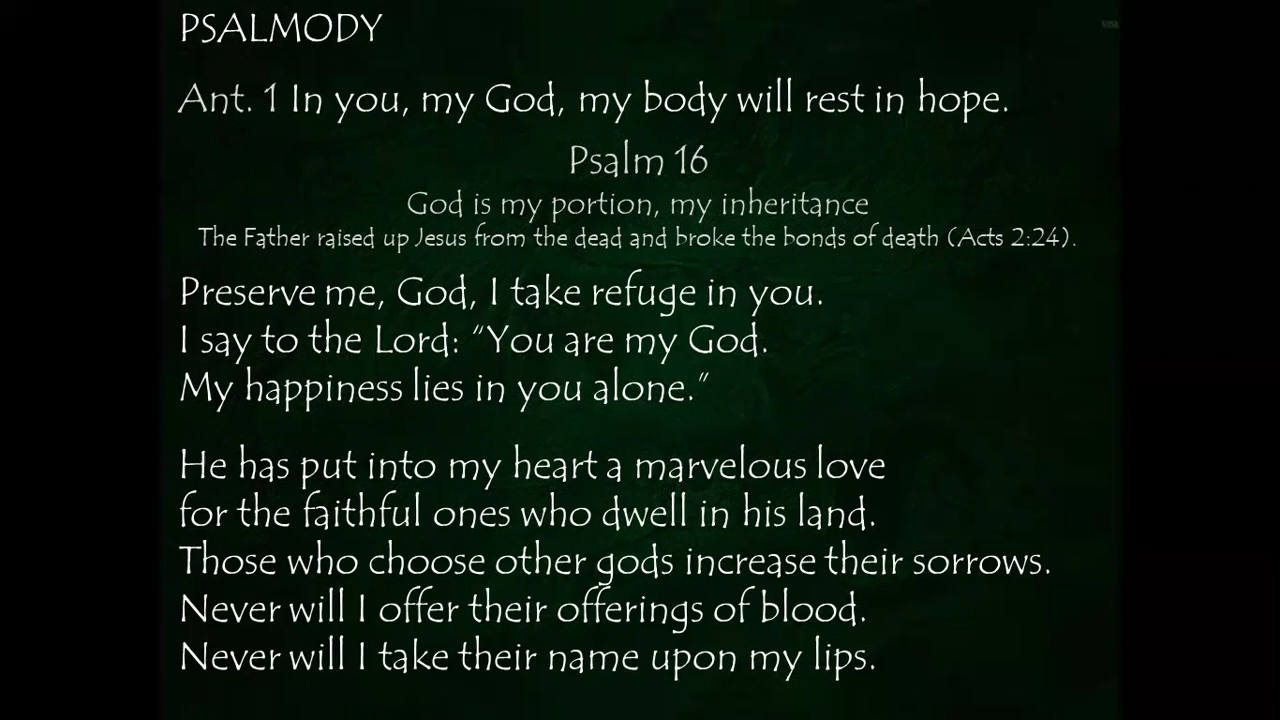 PSALMODY
Ant. 1 In you, my God, my body will rest in hope.
Psalm 16
God is my portion, my inheritance
The Father raised up Jesus from the dead and broke the bonds of death (Acts 2:24).
Preserve me, God, I take refuge in you.
I say to the Lord: “You are my God.
My happiness lies in you alone.”
He has put into my heart a marvelous love
for the faithful ones who dwell in his land.
Those who choose other gods increase their sorrows.
Never will I offer their offerings of blood.
Never will I take their name upon my lips.